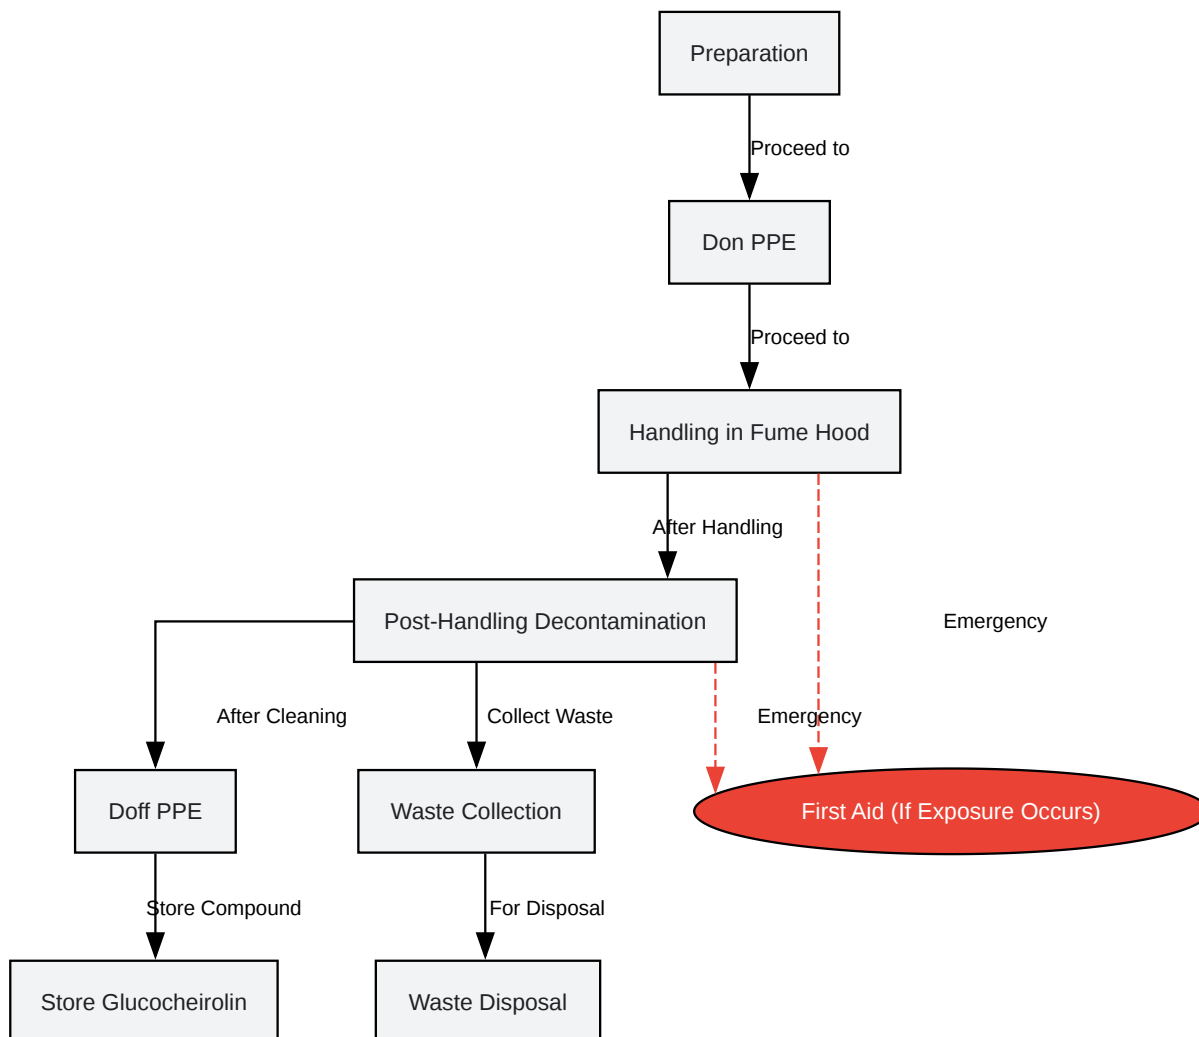 Preparation
Proceed to
Don PPE
Proceed to
Handling in Fume Hood
After Handling
Post-Handling Decontamination
Emergency
After Cleaning
Collect Waste
Emergency
Doff PPE
Waste Collection
First Aid (If Exposure Occurs)
Store Compound
For Disposal
Store Glucocheirolin
Waste Disposal